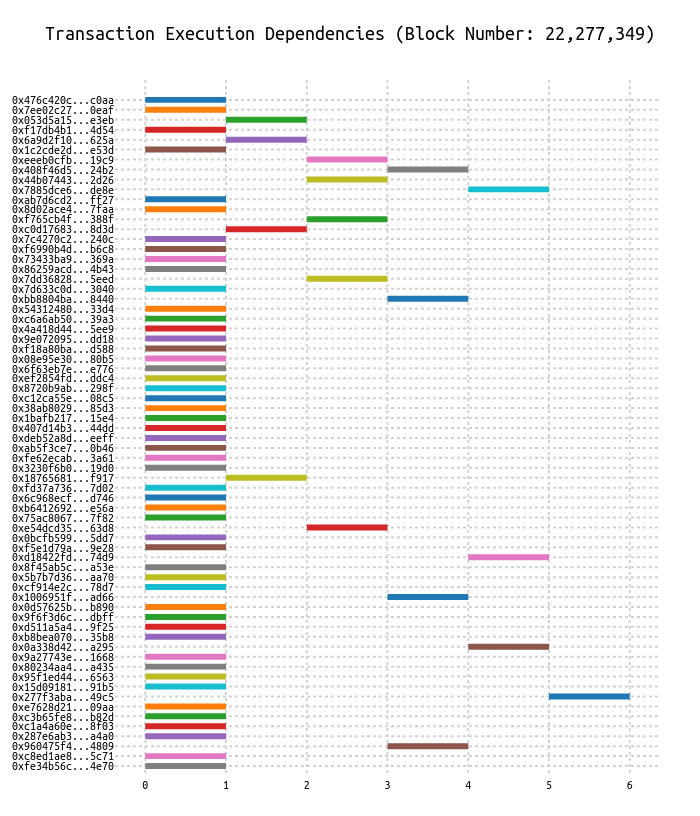 Transaction Execution Dependencies (Block Number: 22,277,349)
0x476c420c...c0aa
0x7ee02c27...0eaf
0x053d5a15...e3eb
0xf17db4b1...4d54
0x6a9d2f10...625a
0x1c2cde2d...e53d
0xeeeb0cfb...19c9
0x408f46d5...24b2
0x44b07443...2d26
0x7885dce6...de8e
0xab7d6cd2...ff27
0x8d02ace4...7faa
0xf765cb4f...388f
0xc0d17683...8d3d
0x7c4270c2...240c
0xf6990b4d...b6c8
0x73433ba9...369a
0x86259acd...4b43
0x7dd36828...5eed
0x7d633c0d...3040
0xbb8804ba...8440
0x54312480...33d4
0xc6a6ab50...39a3
0x4a418d44...5ee9
0x9e072095...dd18
0xf18a80ba...d588
0x08e95e30...80b5
0x6f63eb7e...e776
0xef2854fd...ddc4
0x8720b9ab...298f
0xc12ca55e...08c5
0x38ab8029...85d3
0x1bafb217...15e4
0x407d14b3...44dd
0xdeb52a8d...eeff
0xab5f3ce7...0b46
0xfe62ecab...3a61
0x3230f6b0...19d0
0x18765681...f917
0xfd37a736...7d02
0x6c968ecf...d746
0xb6412692...e56a
0x75ac8067...7f82
0xe54dcd35...63d8
0x0bcfb599...5dd7
0xf5e1d79a...9e28
0xd18422fd...74d9
0x8f45ab5c...a53e
0x5b7b7d36...aa70
0xcf914e2c...78d7
0x1006951f...ad66
0x0d57625b...b890
0x9f6f3d6c...dbff
0xd511a5a4...9f25
0xb8bea070...35b8
0x0a338d42...a295
0x9a27743e...1668
0x80234aa4...a435
0x95f1ed44...6563
0x15d09181...91b5
0x277f3aba...49c5
0xe7628d21...09aa
0xc3b65fe8...b82d
0xc1a4a60e...8f03
0x287e6ab3...a4a0
0x960475f4...4809
0xc8ed1ae8...5c71
0xfe34b56c...4e70
0 1 2 3 4 5 6